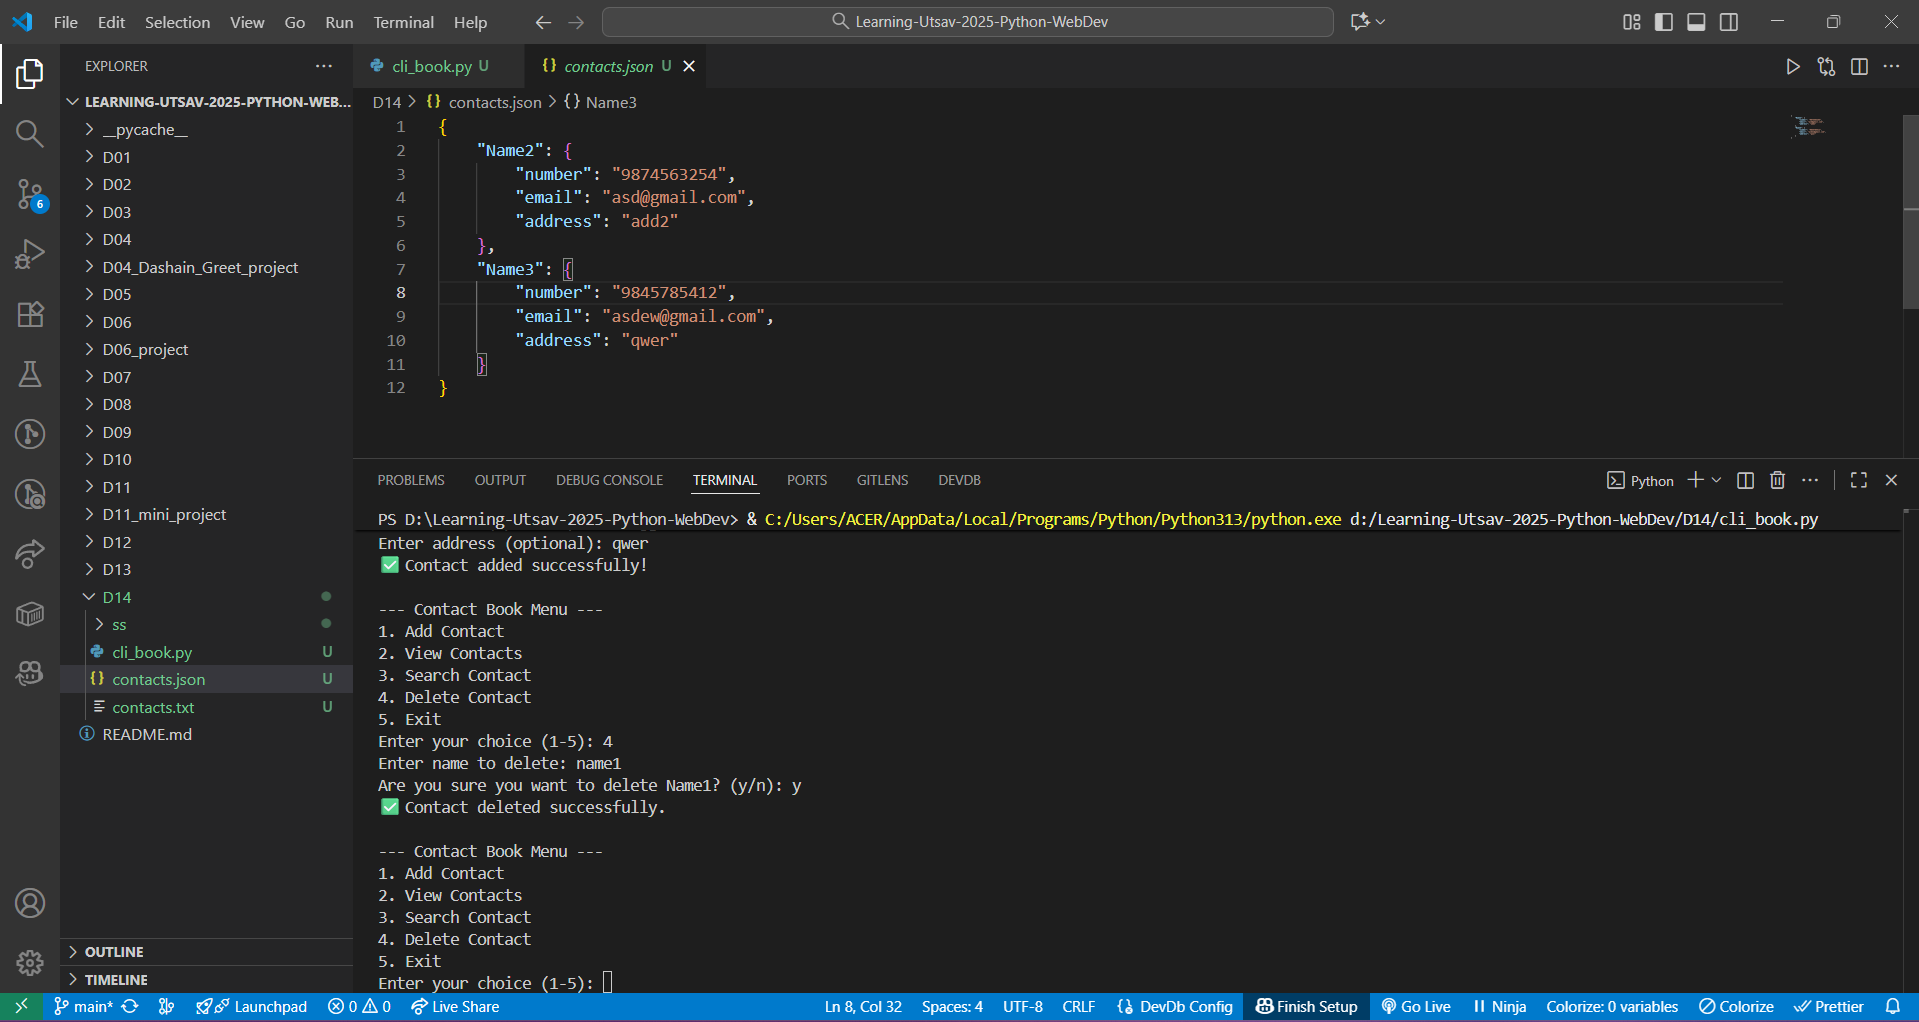 File Edit Selection View Go Run Terminal Help
Learning-Utsav-2025-Python-WebDev
EXPLORER
LEARNING-UTSAV-2025-PYTHON-WEB...
__pycache__
D01
D02
D03
D04
D04_Dashain_Greet_project
D05
D06
D06_project
D07
D08
D09
D10
D11
D11_mini_project
D12
D13
D14
ss
cli_book.py U
contacts.json U
contacts.txt U
README.md
OUTLINE
TIMELINE
6
cli_book.py U
contacts.json U
D14 > {} contacts.json > {} Name3
1 {
2 "Name2": {
3 "number": "9874563254",
4 "email": "asd@gmail.com",
5 "address": "add2"
6 },
7 "Name3": {
8 "number": "9845785412",
9 "email": "asdew@gmail.com",
10 "address": "qwer"
11 }
12 }
PROBLEMS OUTPUT DEBUG CONSOLE TERMINAL PORTS GITLENS DEVDB
Python
PS D:\Learning-Utsav-2025-Python-WebDev> & C:/Users/ACER/AppData/Local/Programs/Python/Python313/python.exe d:/Learning-Utsav-2025-Python-WebDev/D14/cli_book.py
Enter address (optional): qwer
✅ Contact added successfully!
--- Contact Book Menu ---
1. Add Contact
2. View Contacts
3. Search Contact
4. Delete Contact
5. Exit
Enter your choice (1-5): 4
Enter name to delete: name1
Are you sure you want to delete Name1? (y/n): y
✅ Contact deleted successfully.
--- Contact Book Menu ---
1. Add Contact
2. View Contacts
3. Search Contact
4. Delete Contact
5. Exit
Enter your choice (1-5):
main* Launchpad 0 0 Live Share Ln 8, Col 32 Spaces: 4 UTF-8 CRLF DevDb Config Finish Setup Go Live Ninja Colorize: 0 variables Colorize Prettier